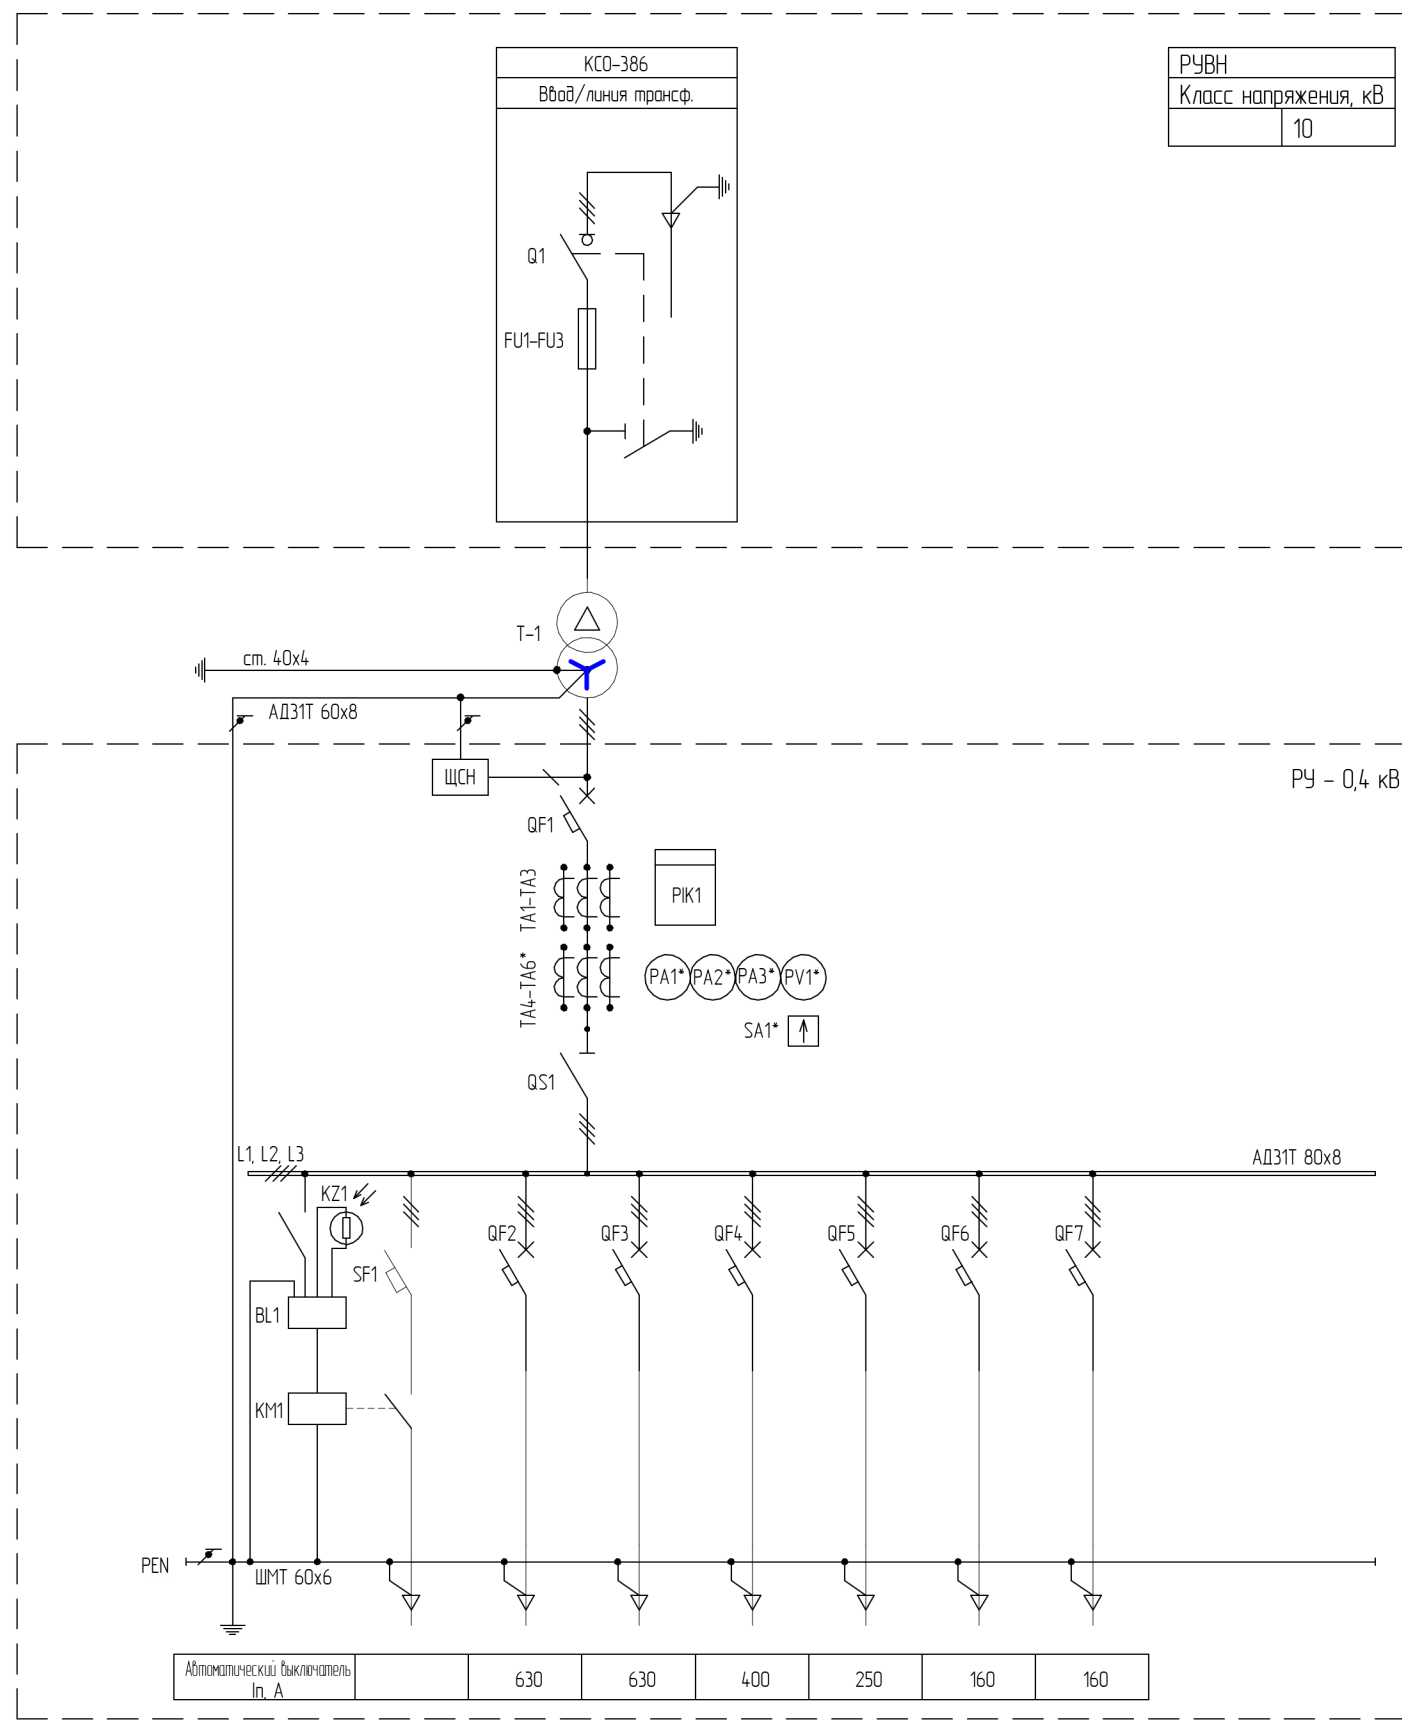 КСО-386
Ввод/линия трансф.
РУВН
Класс напряжения, кВ
10
Q1
FU1-FU3
Т-1
ст. 40х4
АД31Т 60х8
ЩСН
РУ - 0,4 кВ
QF1
TA1-TA3
PIK1
TA4-TA6*
PA1* PA2* PA3* PV1*
SA1*
QS1
L1, L2, L3
АД31Т 80х8
KZ1
QF2 QF3 QF4 QF5 QF6 QF7
SF1
BL1
KM1
PEN
ШМТ 60х6
Автоматический выключатель
In, А
630 630 400 250 160 160